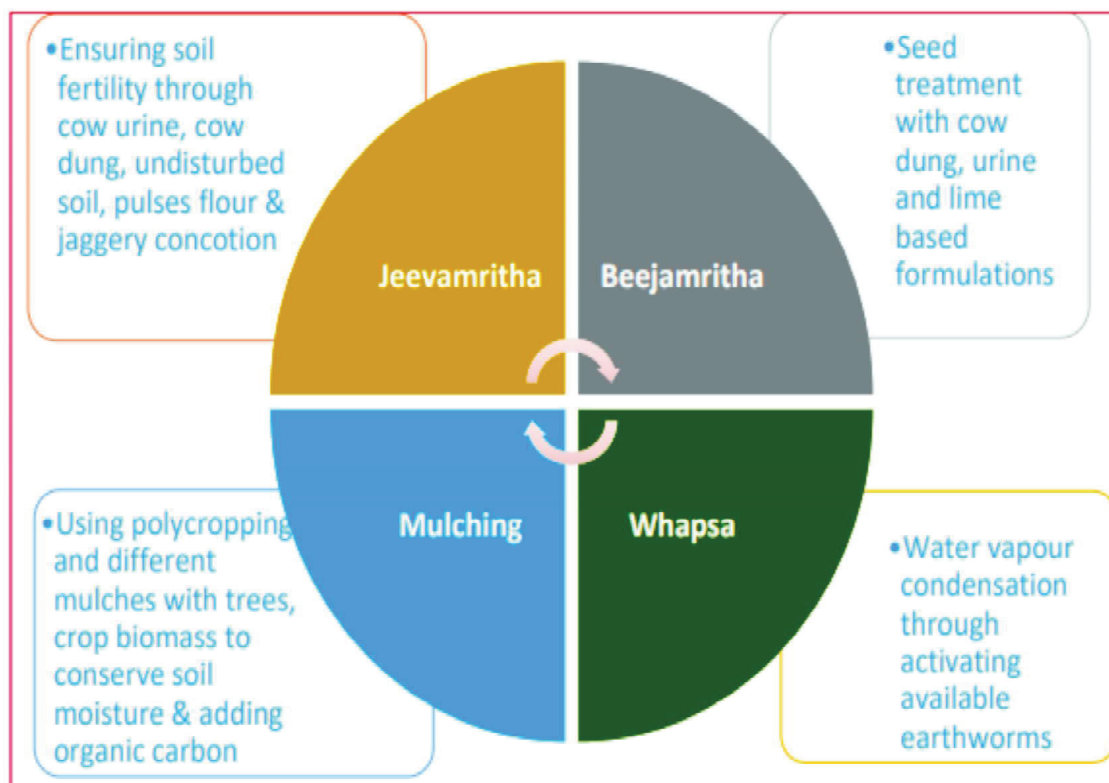 •Ensuring soil
fertility through
cow urine, cow
dung, undisturbed
soil, pulses flour &
jaggery concotion
•Seed
treatment
with cow
dung, urine
and lime
based
formulations
Jeevamritha
Beejamritha
Mulching
Whapsa
•Using polycropping
and different
mulches with trees,
crop biomass to
conserve soil
moisture & adding
organic carbon
•Water vapour
condensation
through
activating
available
earthworms